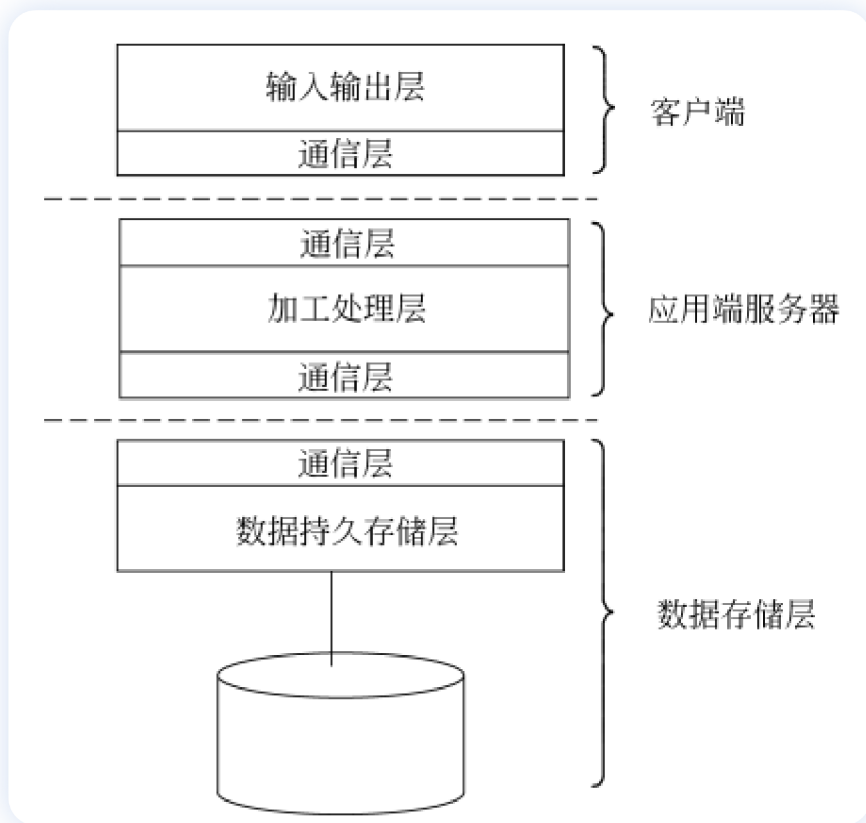 输入输出层
通信层
客户端
通信层
加工处理层
通信层
应用端服务器
通信层
数据持久存储层
数据存储层